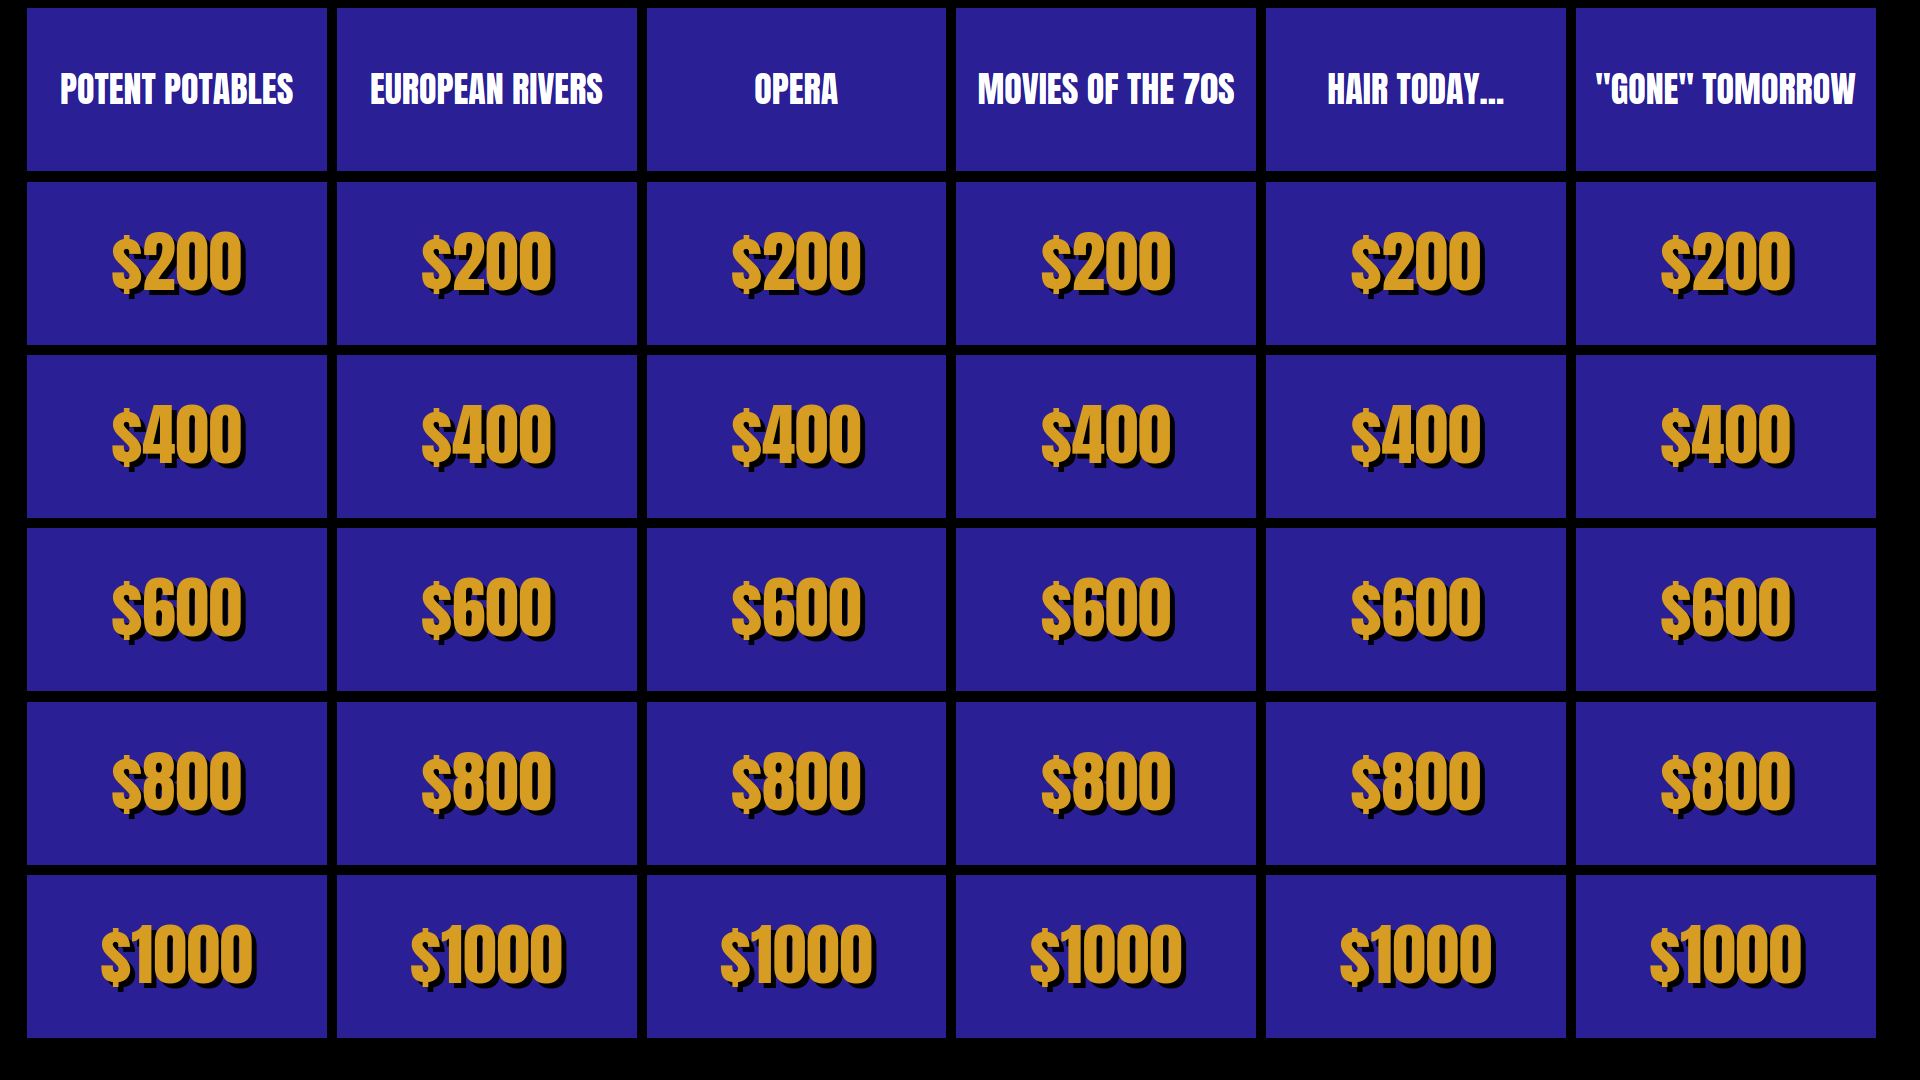 POTENT POTABLES EUROPEAN RIVERS OPERA MOVIES OF THE 70S HAIR TODAY... "GONE" TOMORROW
$200 $200 $200 $200 $200 $200
$400 $400 $400 $400 $400 $400
$600 $600 $600 $600 $600 $600
$800 $800 $800 $800 $800 $800
$1000 $1000 $1000 $1000 $1000 $1000